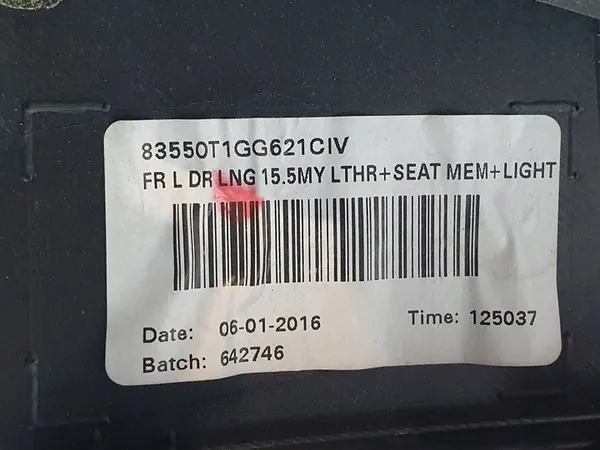 83550T1GG621CIV
FR L DR LNG 15.5MY LTHR+SEAT MEM+LIGHT
Date: 06-01-2016 Time: 125037
Batch: 642746